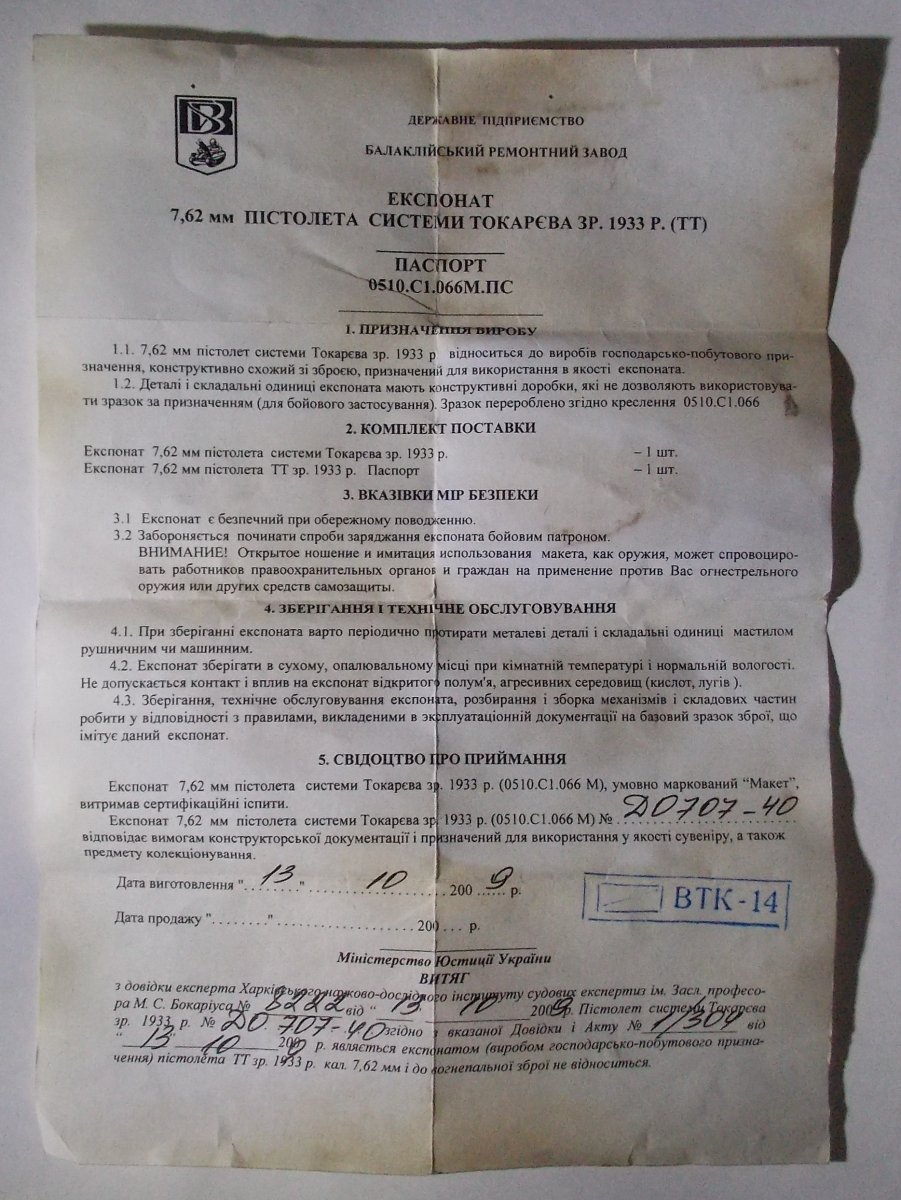 ДЕРЖАВНЕ ПІДПРИЄМСТВО
БАЛАКЛІЙСЬКИЙ РЕМОНТНИЙ ЗАВОД
ЕКСПОНАТ
7,62 мм ПІСТОЛЕТА СИСТЕМИ ТОКАРЄВА ЗР. 1933 Р. (ТТ)
ПАСПОРТ
0510.С1.066М.ПС
1. ПРИЗНАЧЕННЯ ВИРОБУ
1.1. 7,62 мм пістолет системи Токарєва зр. 1933 р відноситься до виробів господарсько-побутового при-
значення, конструктивно схожий зі зброєю, призначений для використання в якості експоната.
1.2. Деталі і складальні одиниці експоната мають конструктивні доробки, які не дозволяють використовува-
ти зразок за призначенням (для бойового застосування). Зразок перероблено згідно креслення 0510.С1.066
2. КОМПЛЕКТ ПОСТАВКИ
Експонат 7,62 мм пістолета системи Токарєва зр. 1933 р. – 1 шт.
Експонат 7,62 мм пістолета ТТ зр. 1933 р. Паспорт – 1 шт.
3. ВКАЗІВКИ МІР БЕЗПЕКИ
3.1 Експонат є безпечний при обережному поводженню.
3.2 Забороняється починати спроби заряджання експоната бойовим патроном.
ВНИМАНИЕ! Открытое ношение и имитация использования макета, как оружия, может спровоциро-
вать работников правоохранительных органов и граждан на применение против Вас огнестрельного
оружия или других средств самозащиты.
4. ЗБЕРІГАННЯ І ТЕХНІЧНЕ ОБСЛУГОВУВАННЯ
4.1. При зберіганні експоната варто періодично протирати металеві деталі і складальні одиниці мастилом
рушничним чи машинним.
4.2. Експонат зберігати в сухому, опалювальному місці при кімнатній температурі і нормальній вологості.
Не допускається контакт і вплив на експонат відкритого полум'я, агресивних середовищ (кислот, лугів ).
4.3. Зберігання, технічне обслуговування експоната, розбирання і зборка механізмів і складових частин
робити у відповідності з правилами, викладеними в эксплуатаційній документації на базовий зразок зброї, що
імітує даний експонат.
5. СВІДОЦТВО ПРО ПРИЙМАННЯ
Експонат 7,62 мм пістолета системи Токарєва зр. 1933 р. (0510.С1.066 М), умовно маркований “Макет”,
витримав сертифікаційні іспити.
Експонат 7,62 мм пістолета системи Токарєва зр. 1933 р. (0510.С1.066 М) № ДО707-40
відповідає вимогам конструкторської документації і призначений для використання у якості сувеніру, а також
предмету колекціонування.
Дата виготовлення "13" 10 2009 р.
ВТК-14
Дата продажу "........" .................... 200.... р.
Міністерство Юстиції України
ВИТЯГ
з довідки експерта Харківського науково-дослідного інституту судових експертиз ім. Засл. професо-
ра М. С. Бокаріуса № 8222 від “ 13 10 2009р. Пістолет системи Токарєва
зр. 1933 р. № ДО.707-40 згідно з вказаної Довідки і Акту № 11/304 від
“ 13 10 2009 р. являється експонатом (виробом господарсько-побутового призна-
чення) пістолета ТТ зр. 1933 р. кал. 7,62 мм і до вогнепальної зброї не відноситься.